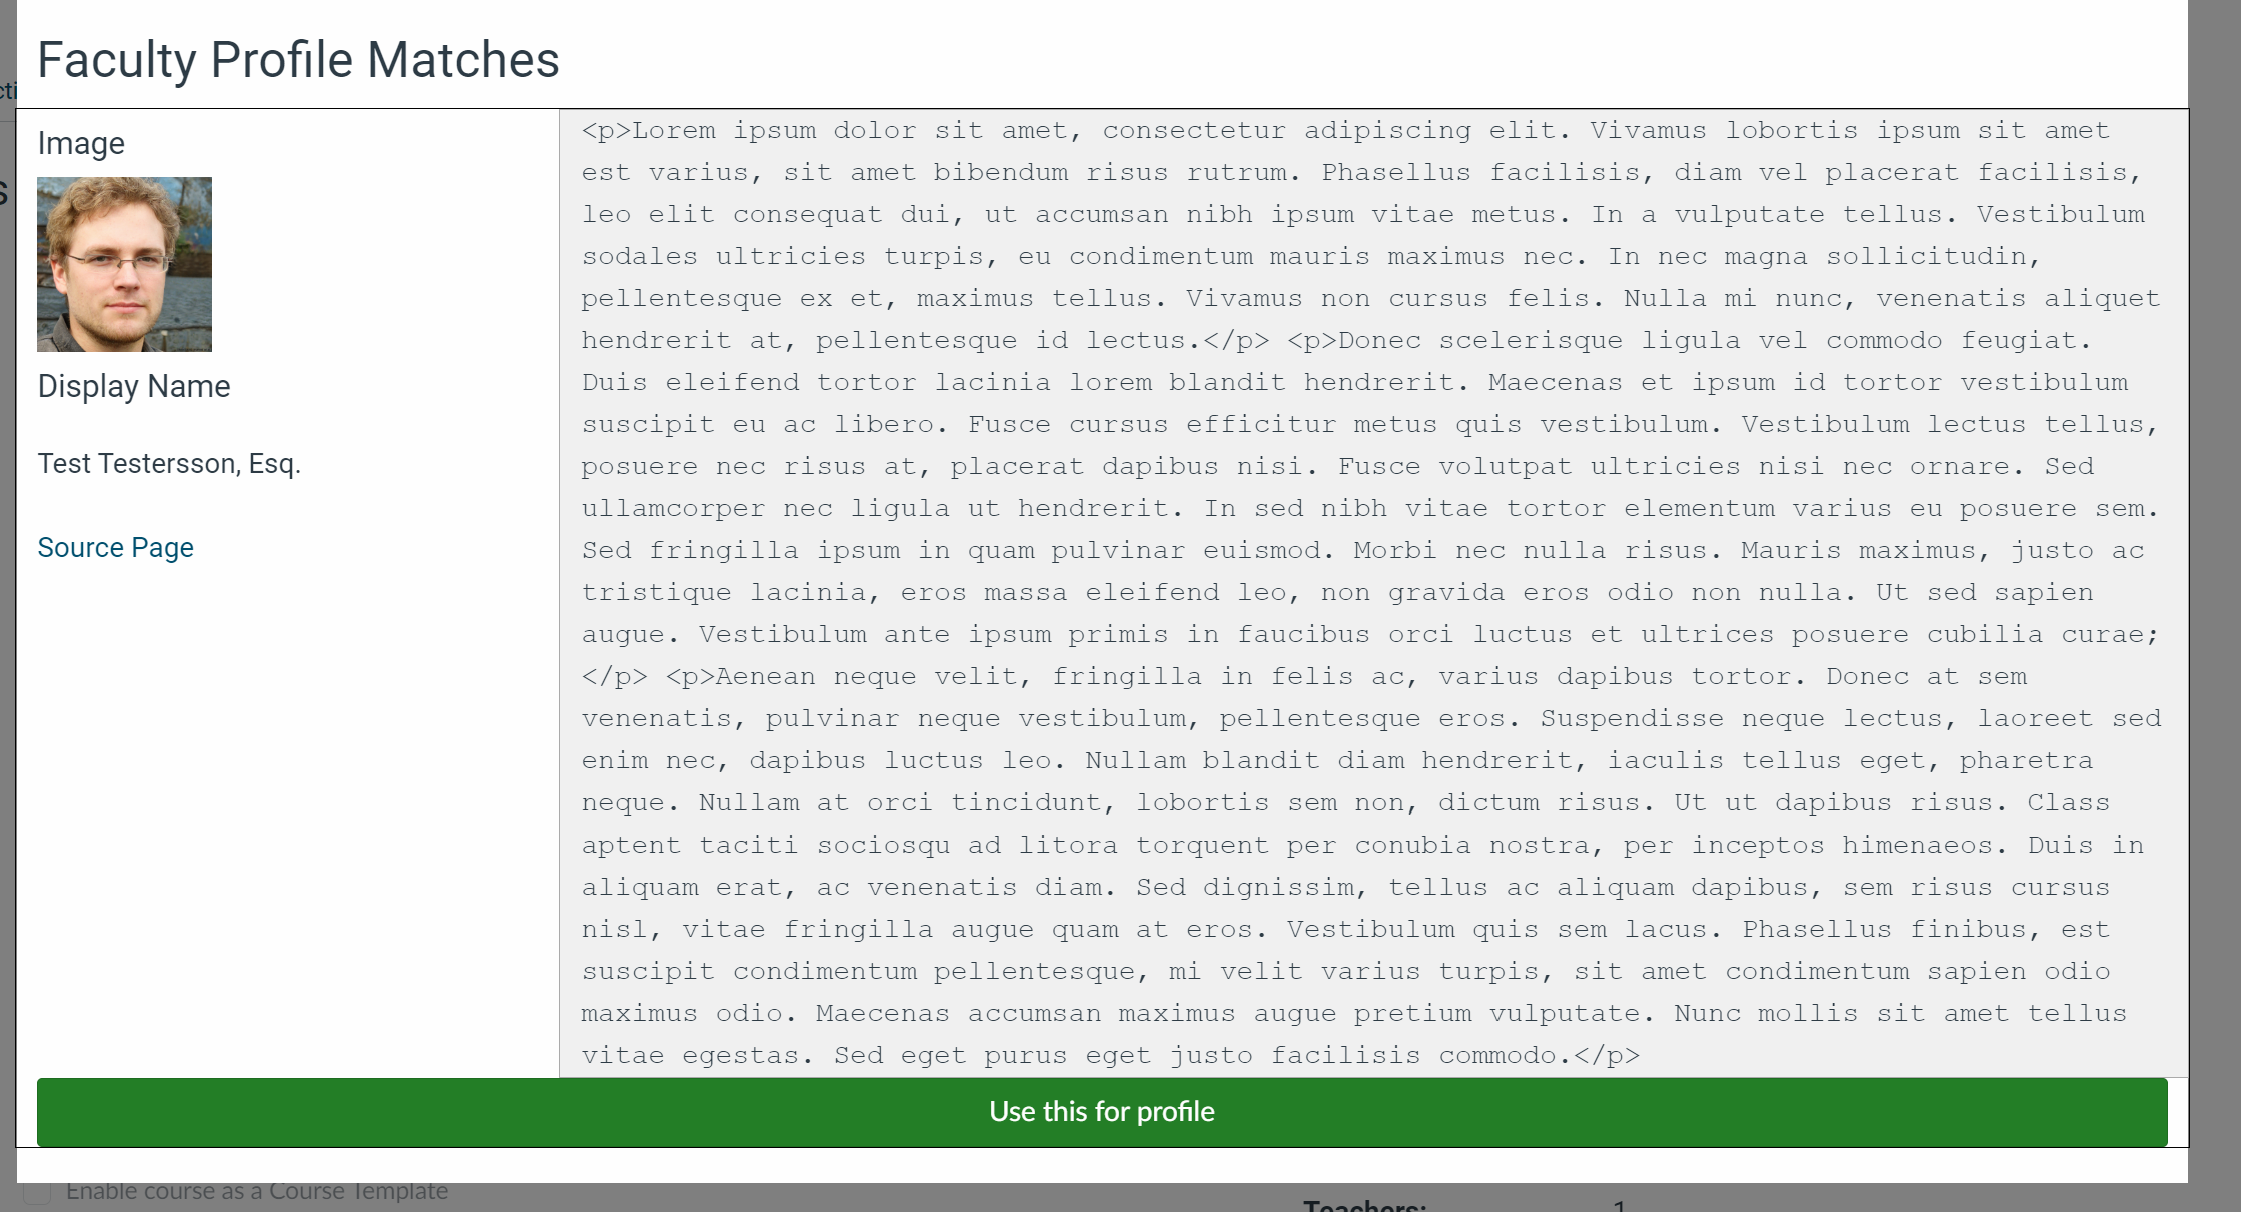 Faculty Profile Matches
Image
Display Name
Test Testersson, Esq.
Source Page
<p>Lorem ipsum dolor sit amet, consectetur adipiscing elit. Vivamus lobortis ipsum sit amet
est varius, sit amet bibendum risus rutrum. Phasellus facilisis, diam vel placerat facilisis,
leo elit consequat dui, ut accumsan nibh ipsum vitae metus. In a vulputate tellus. Vestibulum
sodales ultricies turpis, eu condimentum mauris maximus nec. In nec magna sollicitudin,
pellentesque ex et, maximus tellus. Vivamus non cursus felis. Nulla mi nunc, venenatis aliquet
hendrerit at, pellentesque id lectus.</p> <p>Donec scelerisque ligula vel commodo feugiat.
Duis eleifend tortor lacinia lorem blandit hendrerit. Maecenas et ipsum id tortor vestibulum
suscipit eu ac libero. Fusce cursus efficitur metus quis vestibulum. Vestibulum lectus tellus,
posuere nec risus at, placerat dapibus nisi. Fusce volutpat ultricies nisi nec ornare. Sed
ullamcorper nec ligula ut hendrerit. In sed nibh vitae tortor elementum varius eu posuere sem.
Sed fringilla ipsum in quam pulvinar euismod. Morbi nec nulla risus. Mauris maximus, justo ac
tristique lacinia, eros massa eleifend leo, non gravida eros odio non nulla. Ut sed sapien
augue. Vestibulum ante ipsum primis in faucibus orci luctus et ultrices posuere cubilia curae;
</p> <p>Aenean neque velit, fringilla in felis ac, varius dapibus tortor. Donec at sem
venenatis, pulvinar neque vestibulum, pellentesque eros. Suspendisse neque lectus, laoreet sed
enim nec, dapibus luctus leo. Nullam blandit diam hendrerit, iaculis tellus eget, pharetra
neque. Nullam at orci tincidunt, lobortis sem non, dictum risus. Ut ut dapibus risus. Class
aptent taciti sociosqu ad litora torquent per conubia nostra, per inceptos himenaeos. Duis in
aliquam erat, ac venenatis diam. Sed dignissim, tellus ac aliquam dapibus, sem risus cursus
nisl, vitae fringilla augue quam at eros. Vestibulum quis sem lacus. Phasellus finibus, est
suscipit condimentum pellentesque, mi velit varius turpis, sit amet condimentum sapien odio
maximus odio. Maecenas accumsan maximus augue pretium vulputate. Nunc mollis sit amet tellus
vitae egestas. Sed eget purus eget justo facilisis commodo.</p>
Use this for profile
Enable course as a Course Template
Teachers: 1